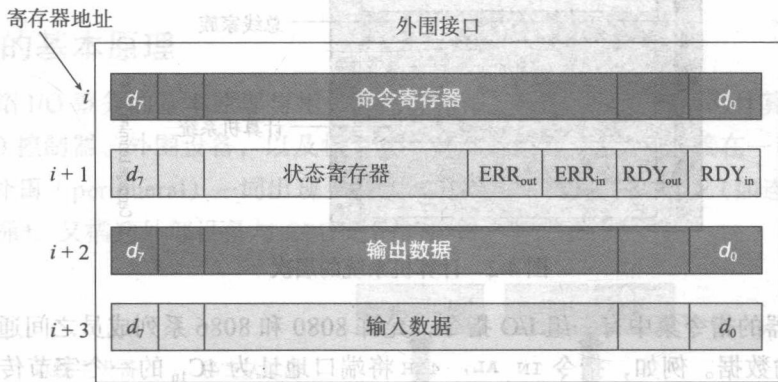 寄存器地址
外围接口
i d₇ 命令寄存器 d₀
i + 1 d₇ 状态寄存器 ERRout ERRin RDYout RDYin
i + 2 d₇ 输出数据 d₀
i + 3 d₇ 输入数据 d₀